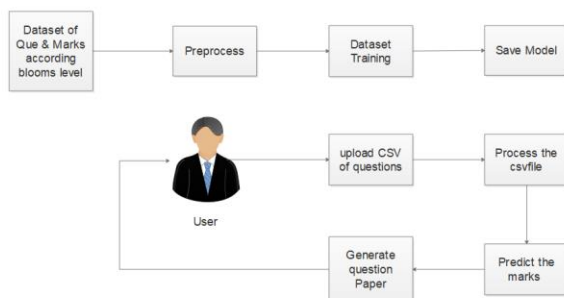 Dataset of
Que & Marks
according
blooms level
Preprocess
Dataset
Training
Save Model
User
upload CSV
of questions
Process the
csvfile
Predict the
marks
Generate
question
Paper